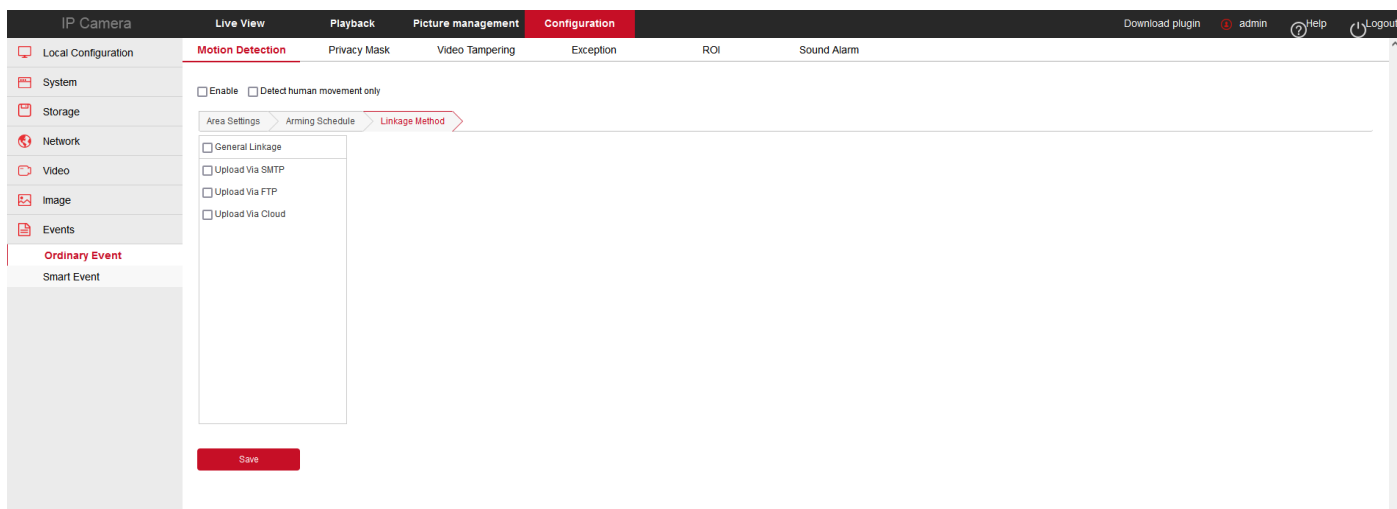 IP Camera Live View Playback Picture management Configuration Download plugin admin Help Logout
Local Configuration
System
Storage
Network
Video
Image
Events
Ordinary Event
Smart Event
Motion Detection Privacy Mask Video Tampering Exception ROI Sound Alarm
Enable Detect human movement only
Area Settings Arming Schedule Linkage Method
General Linkage
Upload Via SMTP
Upload Via FTP
Upload Via Cloud
Save